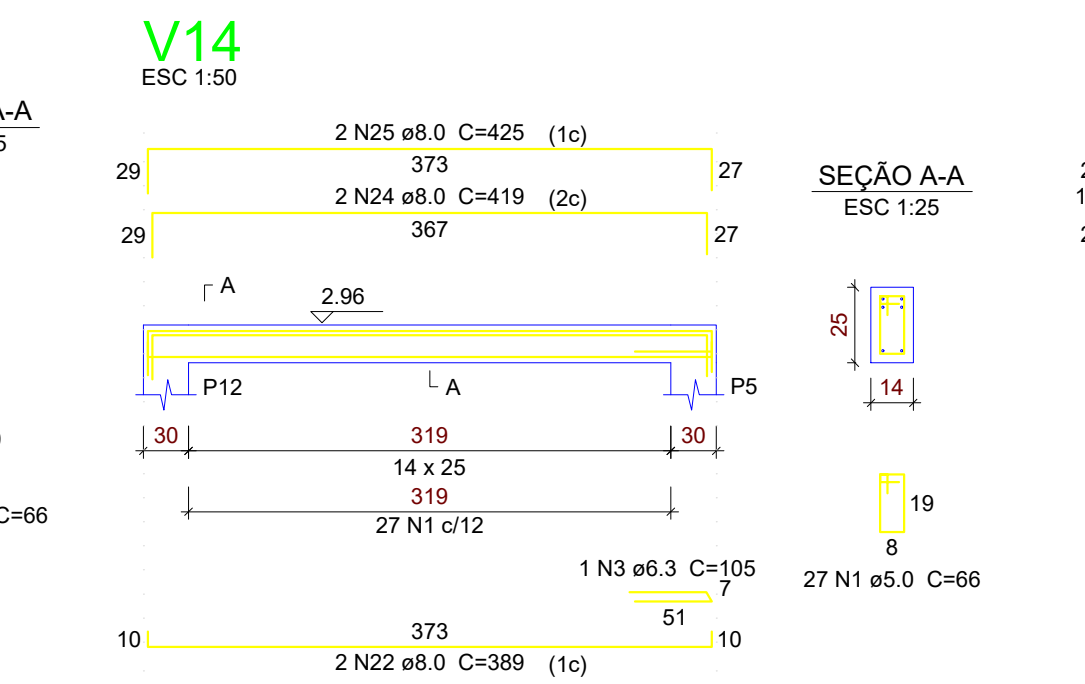 V14
ESC 1:50
A-A
5
2 N25 ø8.0 C=425 (1c)
29 373 27
2 N24 ø8.0 C=419 (2c)
29 367 27
SEÇÃO A-A
ESC 1:25
2
1
2
A
2.96
25
14
P12 A P5
30 319 30
14 x 25
319
27 N1 c/12
C=66
19
8
27 N1 ø5.0 C=66
1 N3 ø6.3 C=105
7
51
10 373 10
2 N22 ø8.0 C=389 (1c)